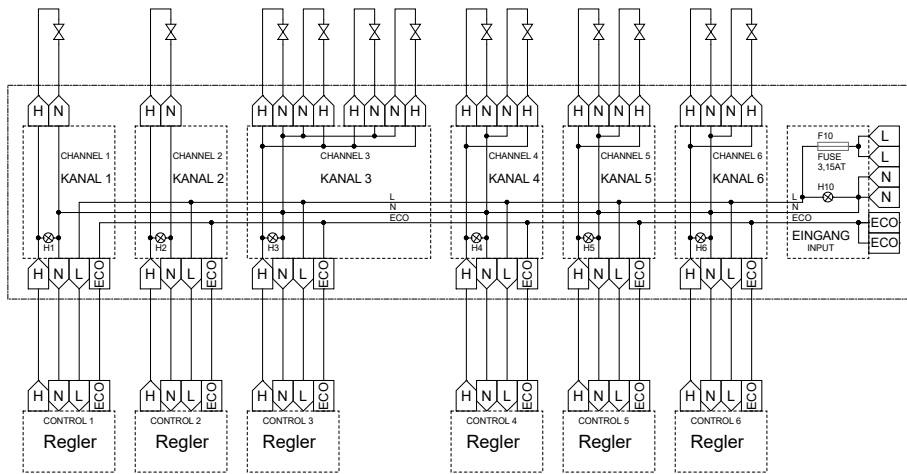 H N H N H N N H H N N H H N N H H N N H H N N H
CHANNEL 1 CHANNEL 2 CHANNEL 3 CHANNEL 4 CHANNEL 5 CHANNEL 6 F10 L
KANAL 1 KANAL 2 KANAL 3 KANAL 4 KANAL 5 KANAL 6 FUSE L
3,15AT
N
L L H10 N
N N
ECO ECO ECO
H1 H2 H3 H4 H5 H6 EINGANG ECO
INPUT
H N L ECO H N L ECO H N L ECO H N L ECO H N L ECO H N L ECO
H N L ECO H N L ECO H N L ECO H N L ECO H N L ECO H N L ECO
CONTROL 1 CONTROL 2 CONTROL 3 CONTROL 4 CONTROL 5 CONTROL 6
Regler Regler Regler Regler Regler Regler